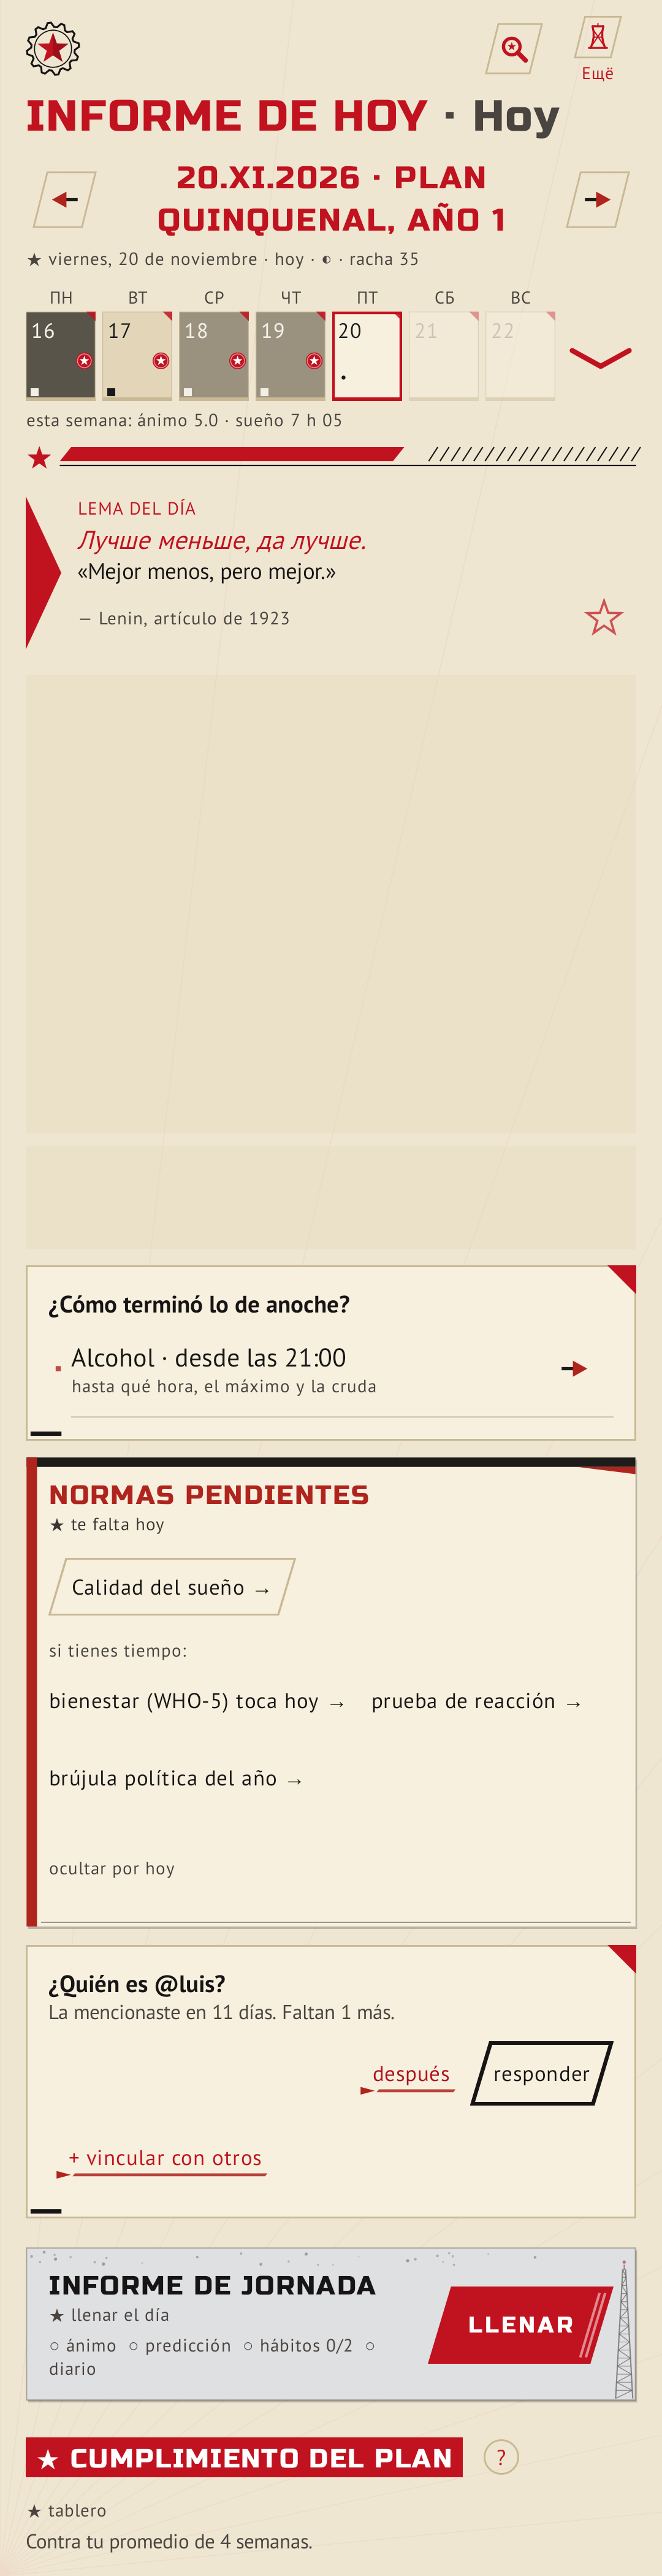 Ещё
INFORME DE HOY · Hoy
20.XI.2026 · PLAN
QUINQUENAL, AÑO 1
★ viernes, 20 de noviembre · hoy · ◐ · racha 35
ПН ВТ СР ЧТ ПТ СБ ВС
16 17 18 19 20 21 22
esta semana: ánimo 5.0 · sueño 7 h 05
LEMA DEL DÍA
Лучше меньше, да лучше.
«Mejor menos, pero mejor.»
— Lenin, artículo de 1923
¿Cómo terminó lo de anoche?
Alcohol · desde las 21:00
hasta qué hora, el máximo y la cruda
NORMAS PENDIENTES
★ te falta hoy
Calidad del sueño →
si tienes tiempo:
bienestar (WHO-5) toca hoy → prueba de reacción →
brújula política del año →
ocultar por hoy
¿Quién es @luis?
La mencionaste en 11 días. Faltan 1 más.
después responder
+ vincular con otros
INFORME DE JORNADA
★ llenar el día
○ ánimo ○ predicción ○ hábitos 0/2 ○
diario
LLENAR
★ CUMPLIMIENTO DEL PLAN ?
★ tablero
Contra tu promedio de 4 semanas.